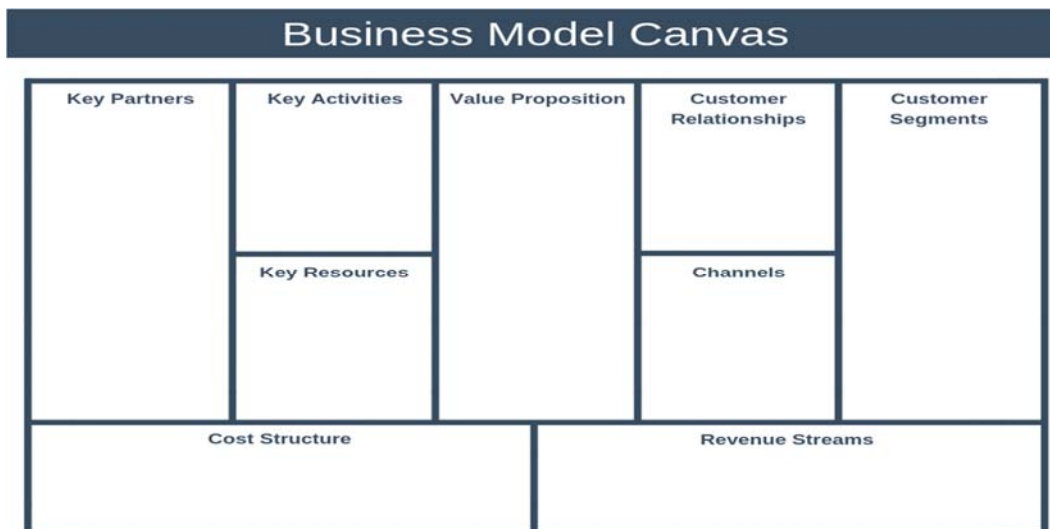 Business Model Canvas
Key Partners
Key Activities
Value Proposition
Customer
Relationships
Customer
Segments
Key Resources
Channels
Cost Structure
Revenue Streams